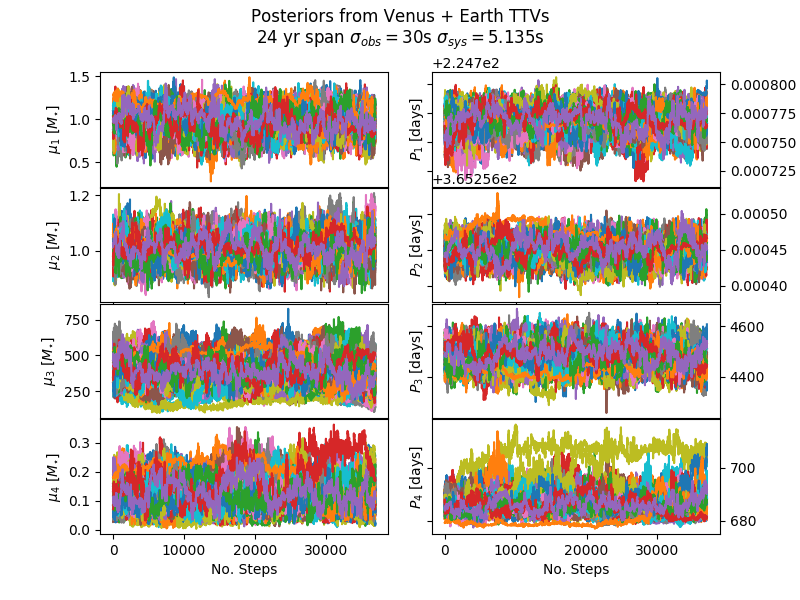 Posteriors from Venus + Earth TTVs
24 yr span σ_obs = 30s σ_sys = 5.135s
+2.247e2
1.5
1.0
0.5
μ₁ [M⋆]
P₁ [days]
0.000800
0.000775
0.000750
0.000725
+3.65256e2
1.2
1.0
μ₂ [M⋆]
P₂ [days]
0.00050
0.00045
0.00040
750
500
250
μ₃ [M⋆]
P₃ [days]
4600
4400
0.3
0.2
0.1
0.0
μ₄ [M⋆]
P₄ [days]
700
680
0 10000 20000 30000
0 10000 20000 30000
No. Steps
No. Steps